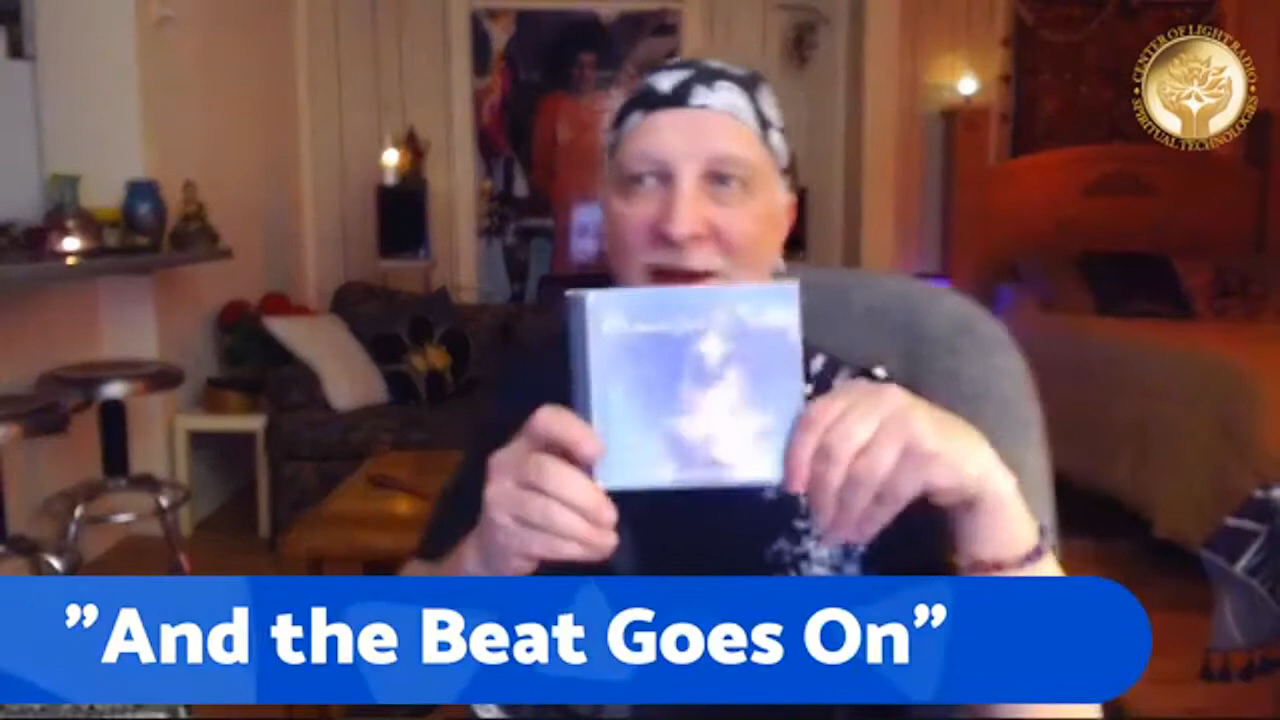 CENTER OF LIGHT RADIO
SPIRITUAL TECHNOLOGIES
”And the Beat Goes On”